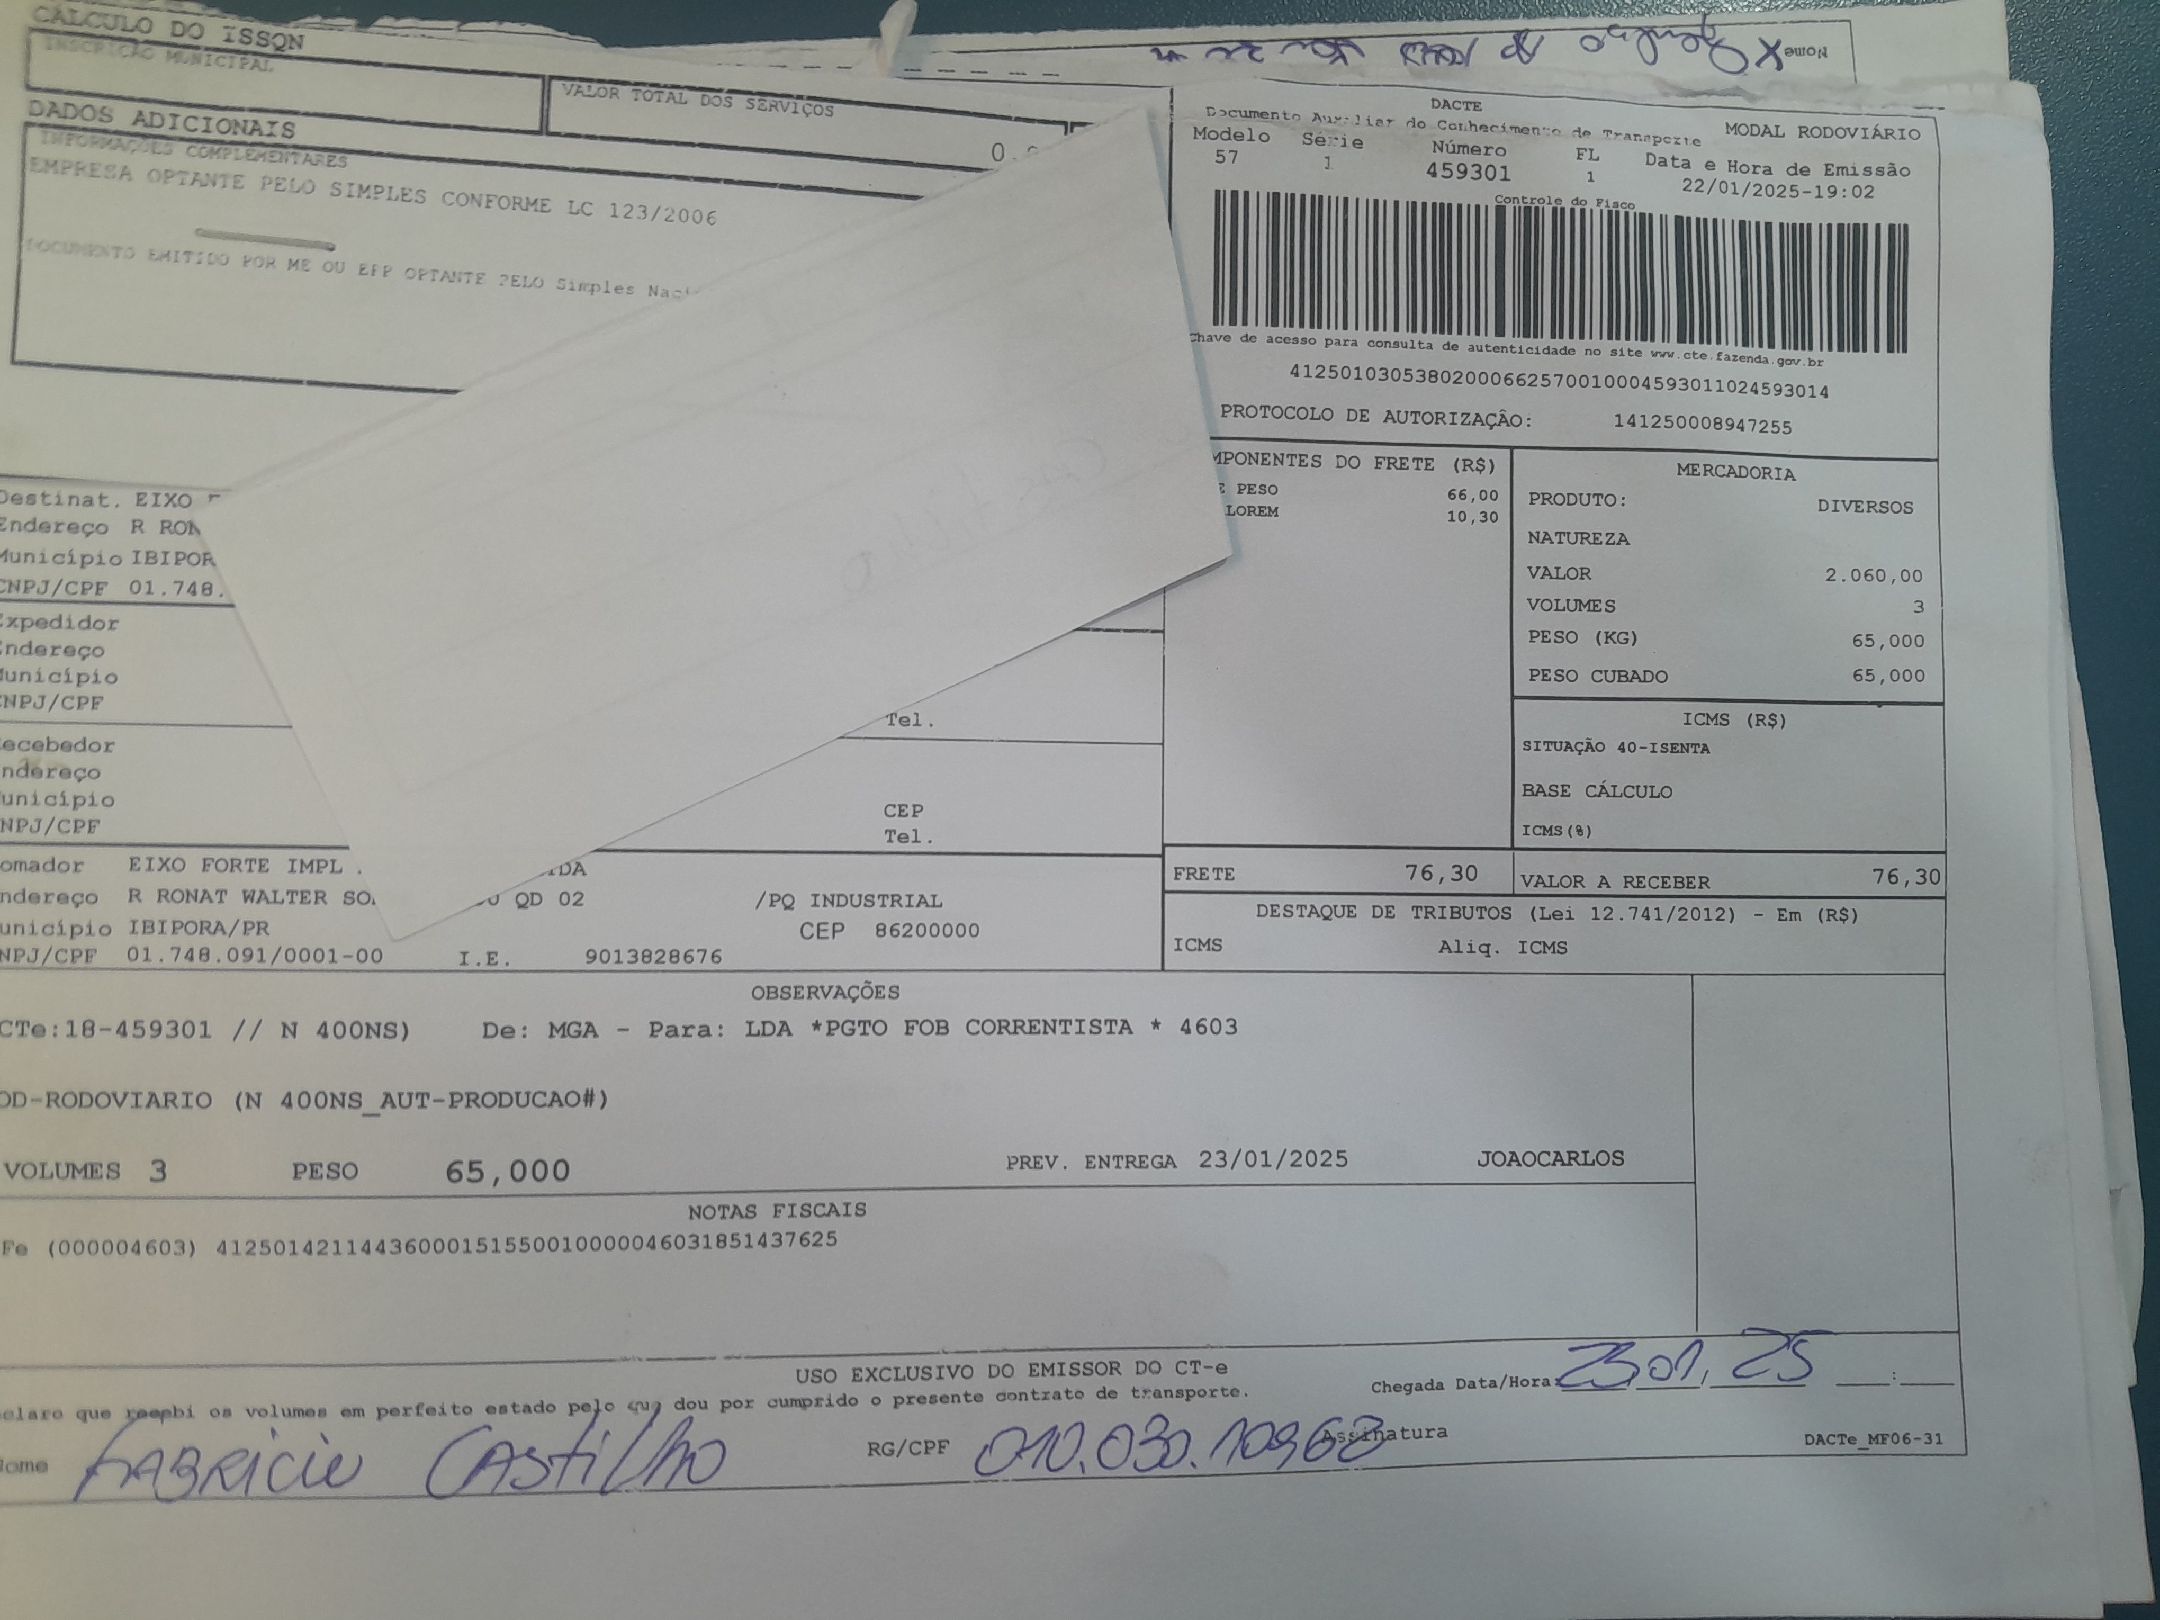 CÁLCULO DO ISSQN
INSCRIÇÃO MUNICIPAL
VALOR TOTAL DOS SERVIÇOS
DADOS ADICIONAIS
INFORMAÇÕES COMPLEMENTARES
EMPRESA OPTANTE PELO SIMPLES CONFORME LC 123/2006
DOCUMENTO EMITIDO POR ME OU EPP OPTANTE PELO Simples
Nome
DACTE
Documento Auxiliar do Conhecimento de Transporte
MODAL RODOVIÁRIO
Modelo Série Número FL Data e Hora de Emissão
57 1 459301 1 22/01/2025-19:02
Controle do Fisco
Chave de acesso para consulta de autenticidade no site www.cte.fazenda.gov.br
41250103053802000662570010004593011024593014
PROTOCOLO DE AUTORIZAÇÃO: 141250008947255
Destinat. EIXO
Endereço R RON
Município IBIPOR
CNPJ/CPF 01.748.
Expedidor
Endereço
Município
CNPJ/CPF
Tel.
ecebedor
ndereço
unicípio
NPJ/CPF
CEP
Tel.
omador EIXO FORTE IMPL . LDA
ndereço R RONAT WALTER SO QD 02 /PQ INDUSTRIAL
unicípio IBIPORA/PR CEP 86200000
NPJ/CPF 01.748.091/0001-00 I.E. 9013828676
MPONENTES DO FRETE (R$)
E PESO 66,00
LOREM 10,30
MERCADORIA
PRODUTO: DIVERSOS
NATUREZA
VALOR 2.060,00
VOLUMES 3
PESO (KG) 65,000
PESO CUBADO 65,000
ICMS (R$)
SITUAÇÃO 40-ISENTA
BASE CÁLCULO
ICMS(%)
FRETE 76,30 VALOR A RECEBER 76,30
DESTAQUE DE TRIBUTOS (Lei 12.741/2012) - Em (R$)
ICMS Aliq. ICMS
OBSERVAÇÕES
CTe:18-459301 // N 400NS) De: MGA - Para: LDA *PGTO FOB CORRENTISTA * 4603
OD-RODOVIARIO (N 400NS_AUT-PRODUCAO#)
VOLUMES 3 PESO 65,000 PREV. ENTREGA 23/01/2025 JOAOCARLOS
NOTAS FISCAIS
Fe (000004603) 41250142114436000151550010000046031851437625
USO EXCLUSIVO DO EMISSOR DO CT-e
Chegada Data/Hora: 23 01, 25 :
claro que recebi os volumes em perfeito estado pelo que dou por cumprido o presente contrato de transporte.
ome FABRICIO CAStilho RG/CPF 010.030.10968 Assinatura DACTe_MF06-31